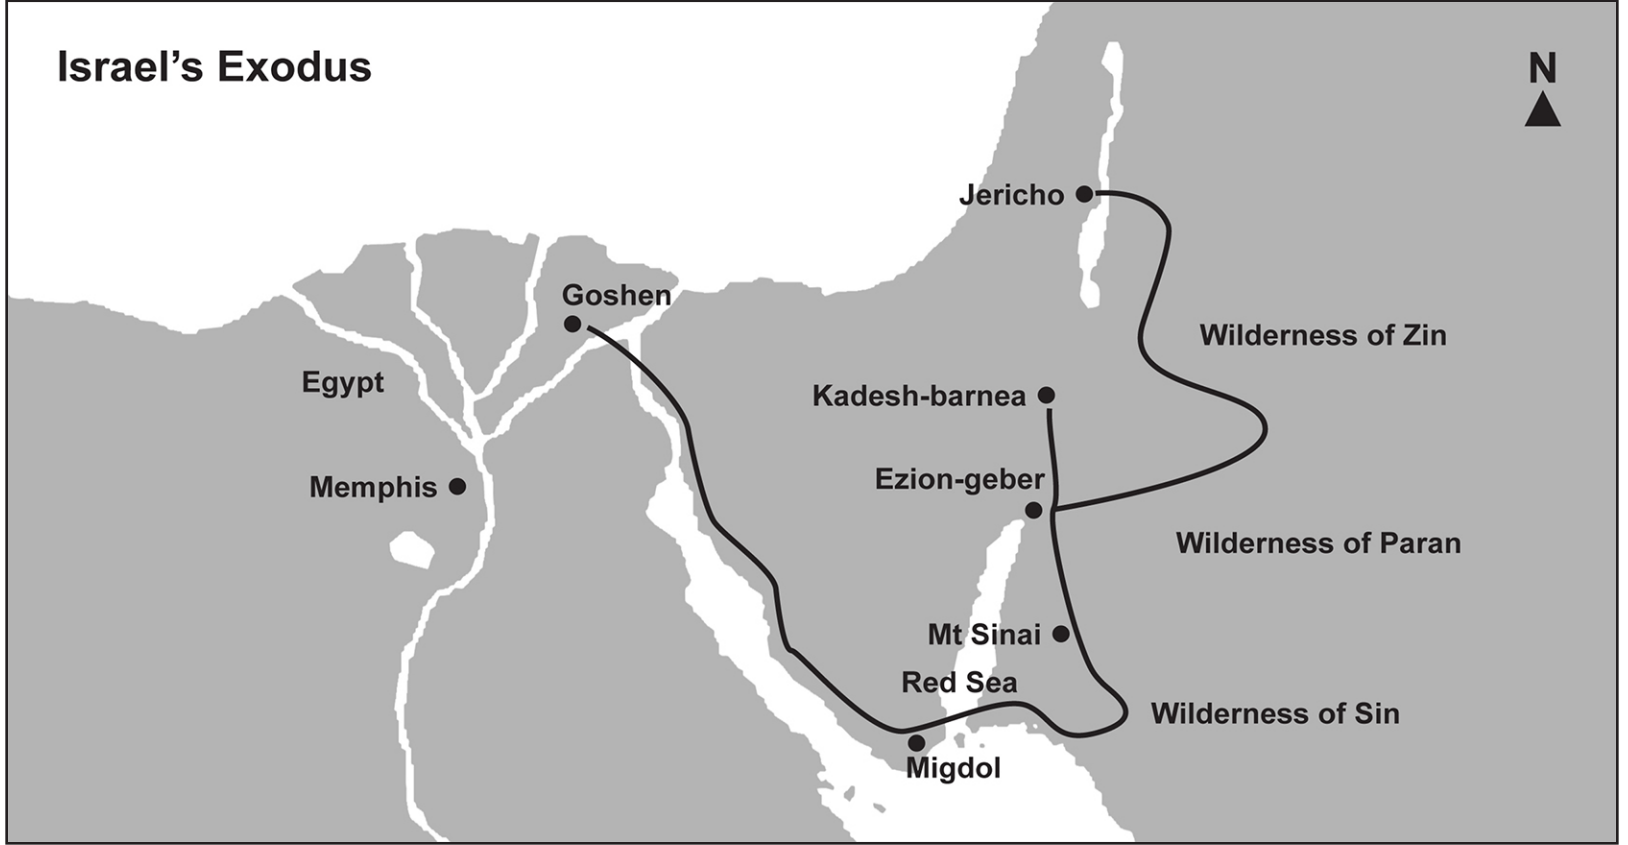 Israel’s Exodus
N
Jericho
Goshen
Wilderness of Zin
Egypt
Kadesh-barnea
Ezion-geber
Memphis
Wilderness of Paran
Mt Sinai
Red Sea
Wilderness of Sin
Migdol